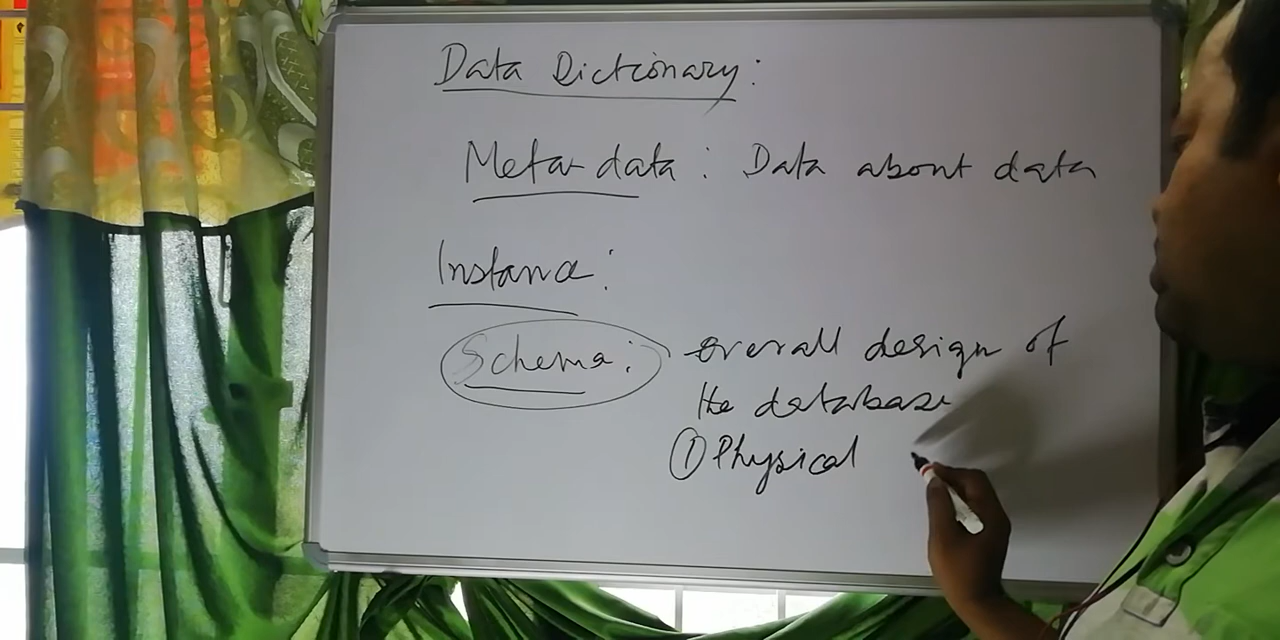 Data Dictionary:
Meta-data: Data about data
Instance:
Schema: overall design of
the database
① Physical